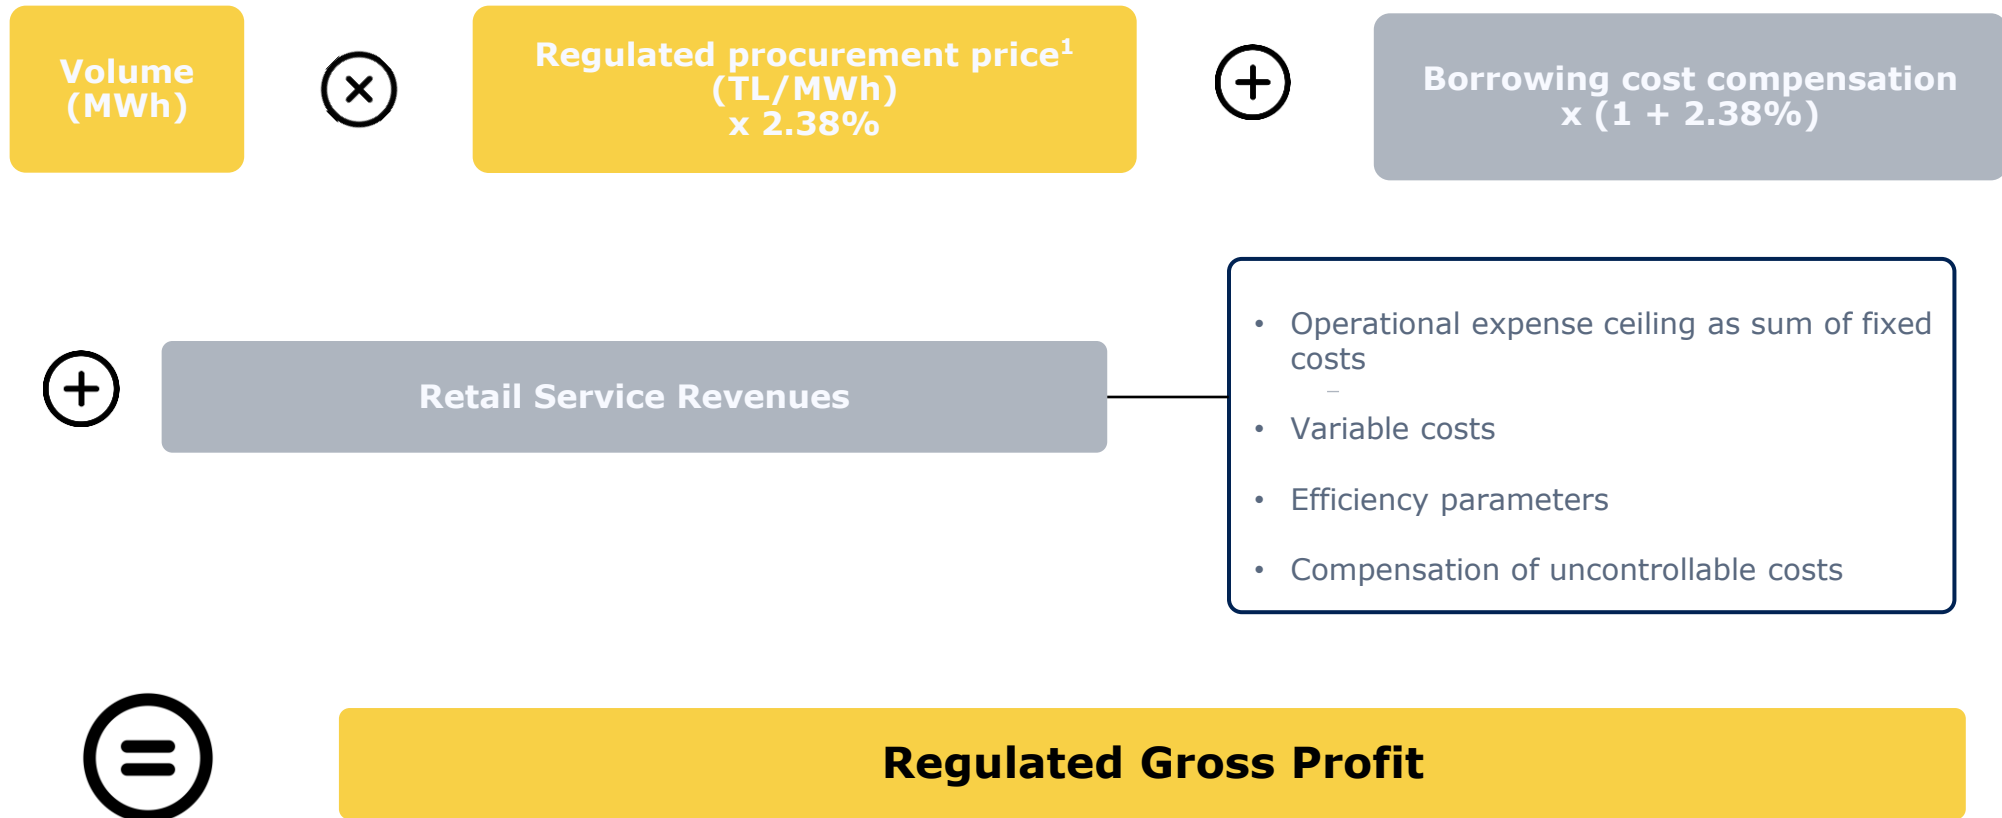 Volume
(MWh)
Regulated procurement price¹
(TL/MWh)
x 2.38%
Borrowing cost compensation
x (1 + 2.38%)
Retail Service Revenues
• Operational expense ceiling as sum of fixed
costs
–
• Variable costs
• Efficiency parameters
• Compensation of uncontrollable costs
Regulated Gross Profit